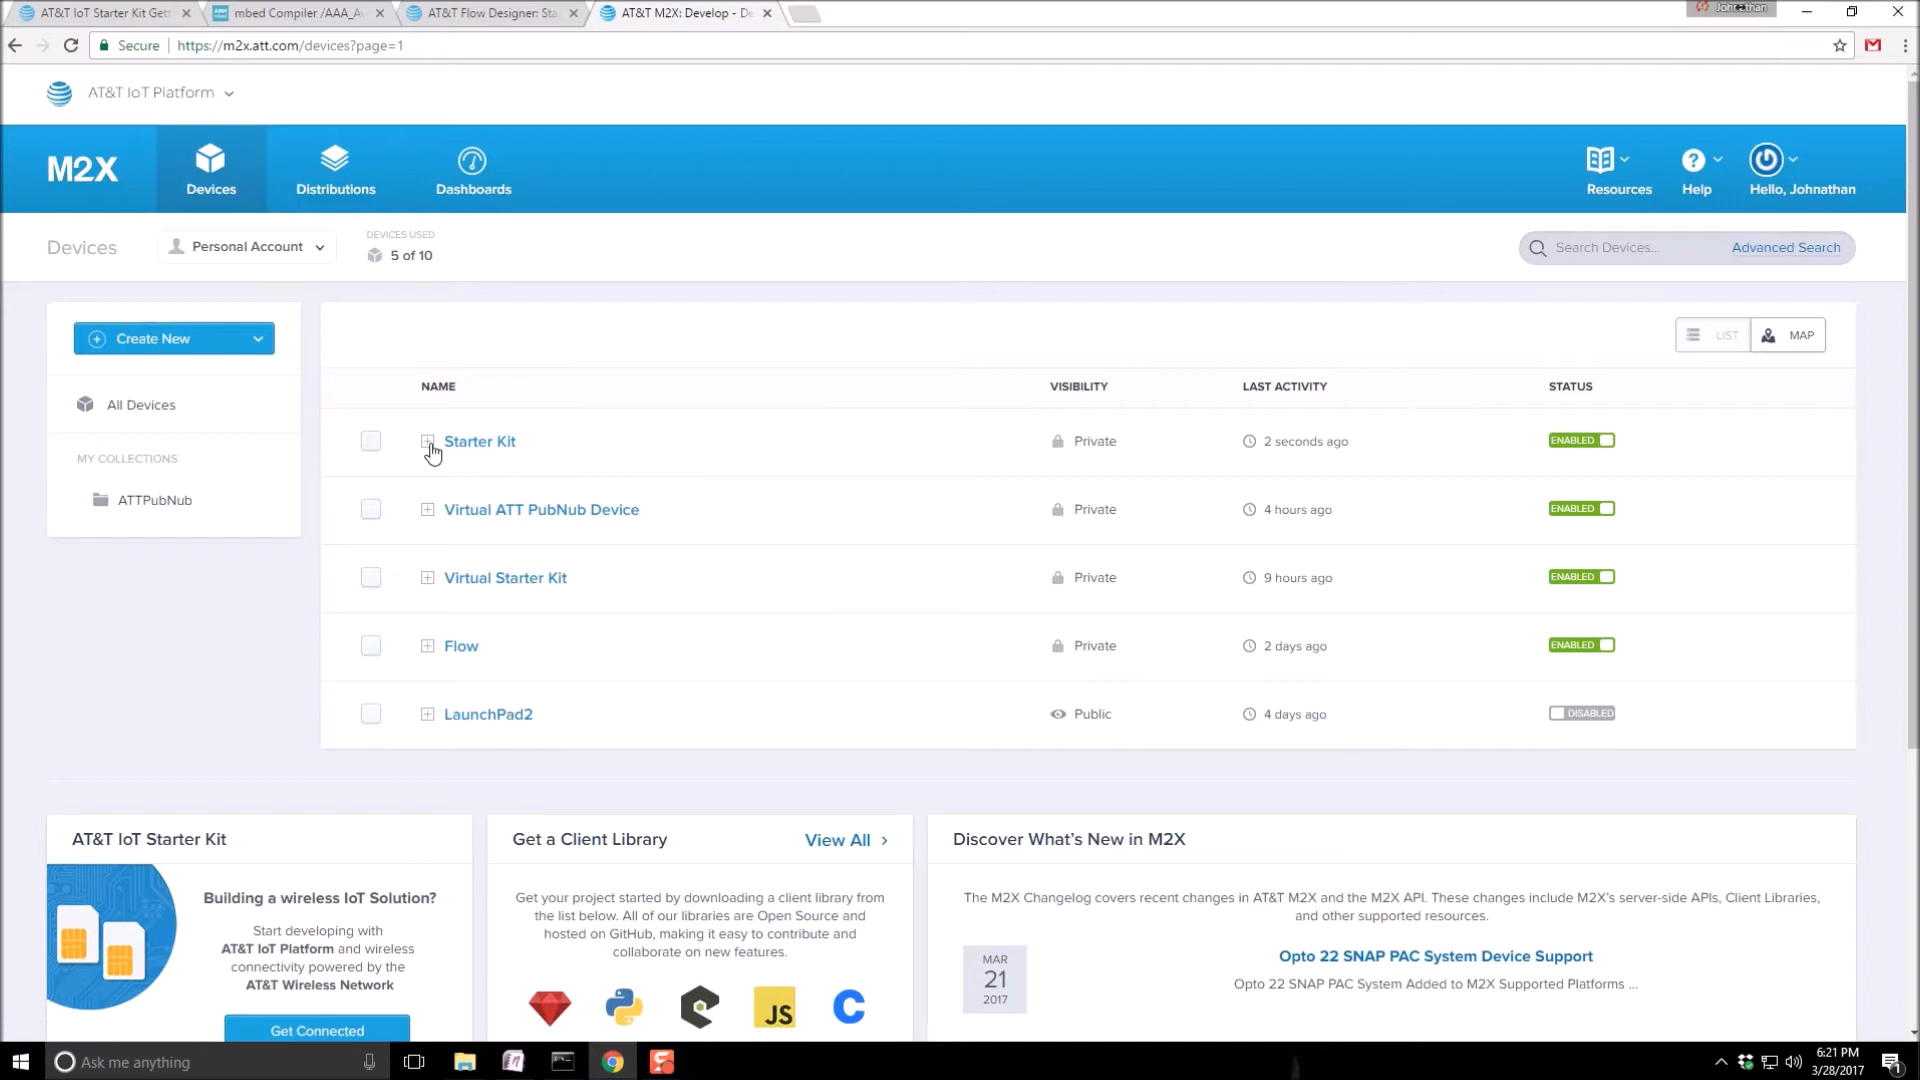 AT&T IoT Starter Kit Gett
mbed Compiler /AAA_A
AT&T Flow Designer: Sta
AT&T M2X: Develop - De
Johnathan
Secure
https://m2x.att.com/devices?page=1
AT&T IoT Platform
M2X
Devices
Distributions
Dashboards
Resources
Help
Hello, Johnathan
Devices
Personal Account
DEVICES USED
5 of 10
Search Devices...
Advanced Search
Create New
All Devices
MY COLLECTIONS
ATTPubNub
LIST
MAP
NAME VISIBILITY LAST ACTIVITY STATUS
Starter Kit Private 2 seconds ago ENABLED
Virtual ATT PubNub Device Private 4 hours ago ENABLED
Virtual Starter Kit Private 9 hours ago ENABLED
Flow Private 2 days ago ENABLED
LaunchPad2 Public 4 days ago DISABLED
AT&T IoT Starter Kit
Building a wireless IoT Solution?
Start developing with
AT&T IoT Platform and wireless
connectivity powered by the
AT&T Wireless Network
Get Connected
Get a Client Library
View All
Get your project started by downloading a client library from
the list below. All of our libraries are Open Source and
hosted on GitHub, making it easy to contribute and
collaborate on new features.
JS
C
Discover What's New in M2X
The M2X Changelog covers recent changes in AT&T M2X and the M2X API. These changes include M2X's server-side APIs, Client Libraries,
and other supported resources.
MAR
21
2017
Opto 22 SNAP PAC System Device Support
Opto 22 SNAP PAC System Added to M2X Supported Platforms ...
Ask me anything
6:21 PM
3/28/2017
1